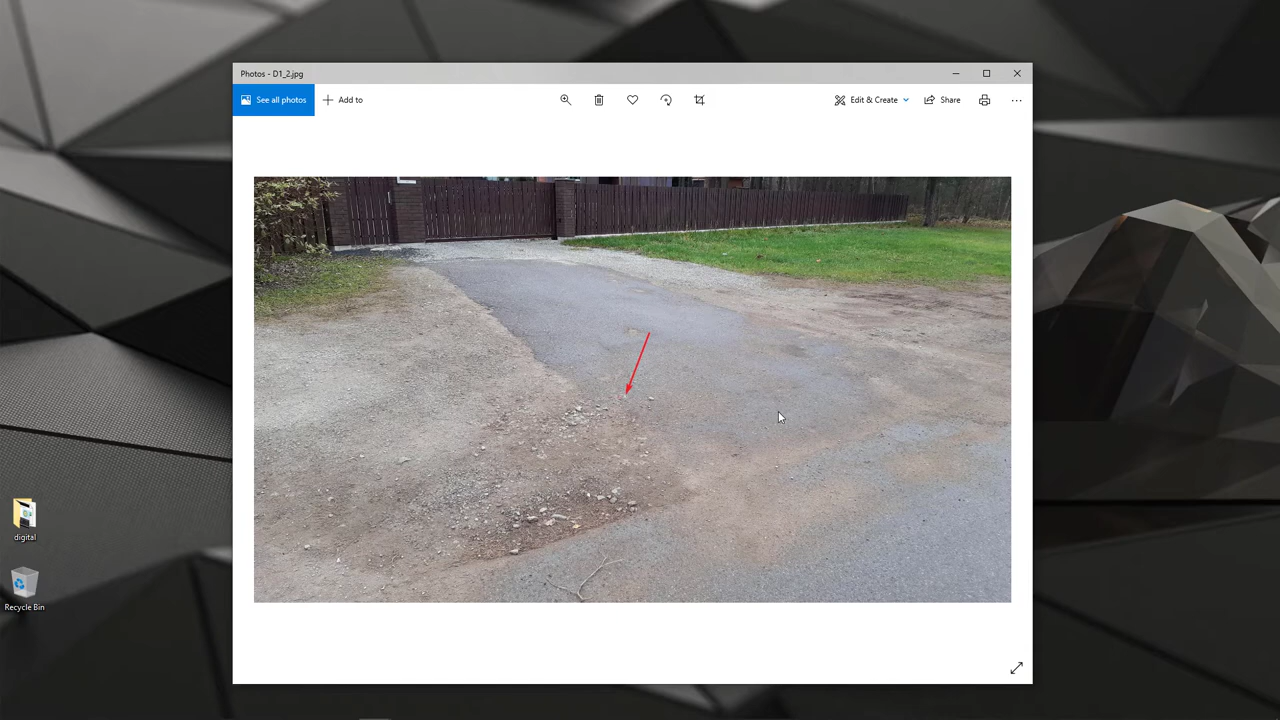 Photos - D1_2.jpg
See all photos
Add to
Edit & Create
Share
digital
Recycle Bin